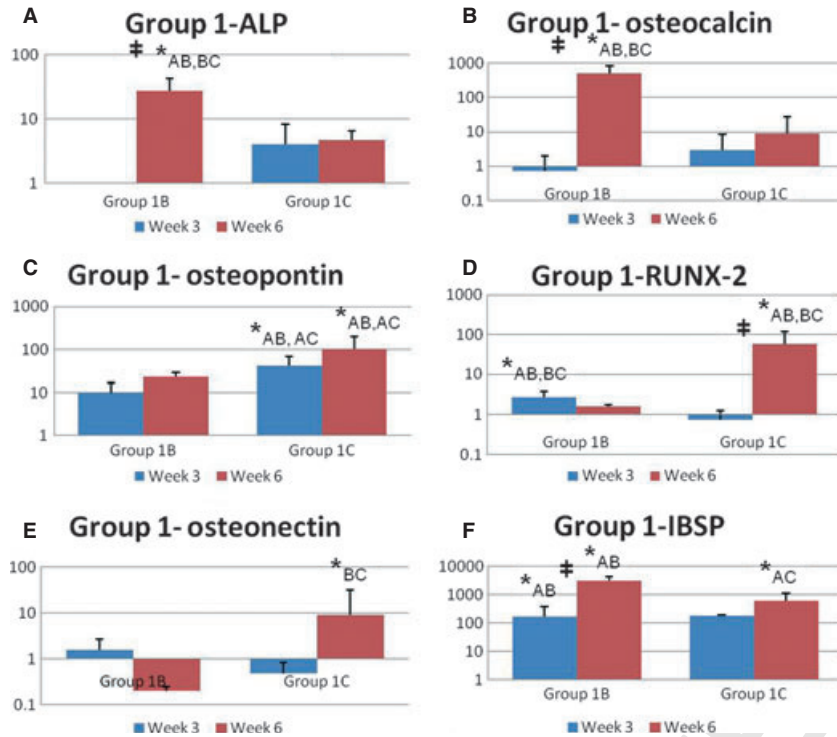 A
Group 1-ALP
100
10
1
‡ *
AB,BC
Group 1B
Group 1C
Week 3
Week 6
B
Group 1- osteocalcin
1000
100
10
1
0.1
‡ *
AB,BC
Group 1B
Group 1C
Week 3
Week 6
C
Group 1- osteopontin
1000
100
10
1
*
AB, AC
*
AB,AC
Group 1B
Group 1C
Week 3
Week 6
D
Group 1-RUNX-2
1000
100
10
1
0.1
*
AB,BC
‡
*
AB,BC
Group 1B
Group 1C
Week 3
Week 6
E
Group 1- osteonectin
100
10
1
0.1
*
BC
Group 1B
Group 1C
Week 3
Week 6
F
Group 1-IBSP
10000
1000
100
10
1
*
AB
‡
*
AB
*
AC
Group 1B
Group 1C
Week 3
Week 6